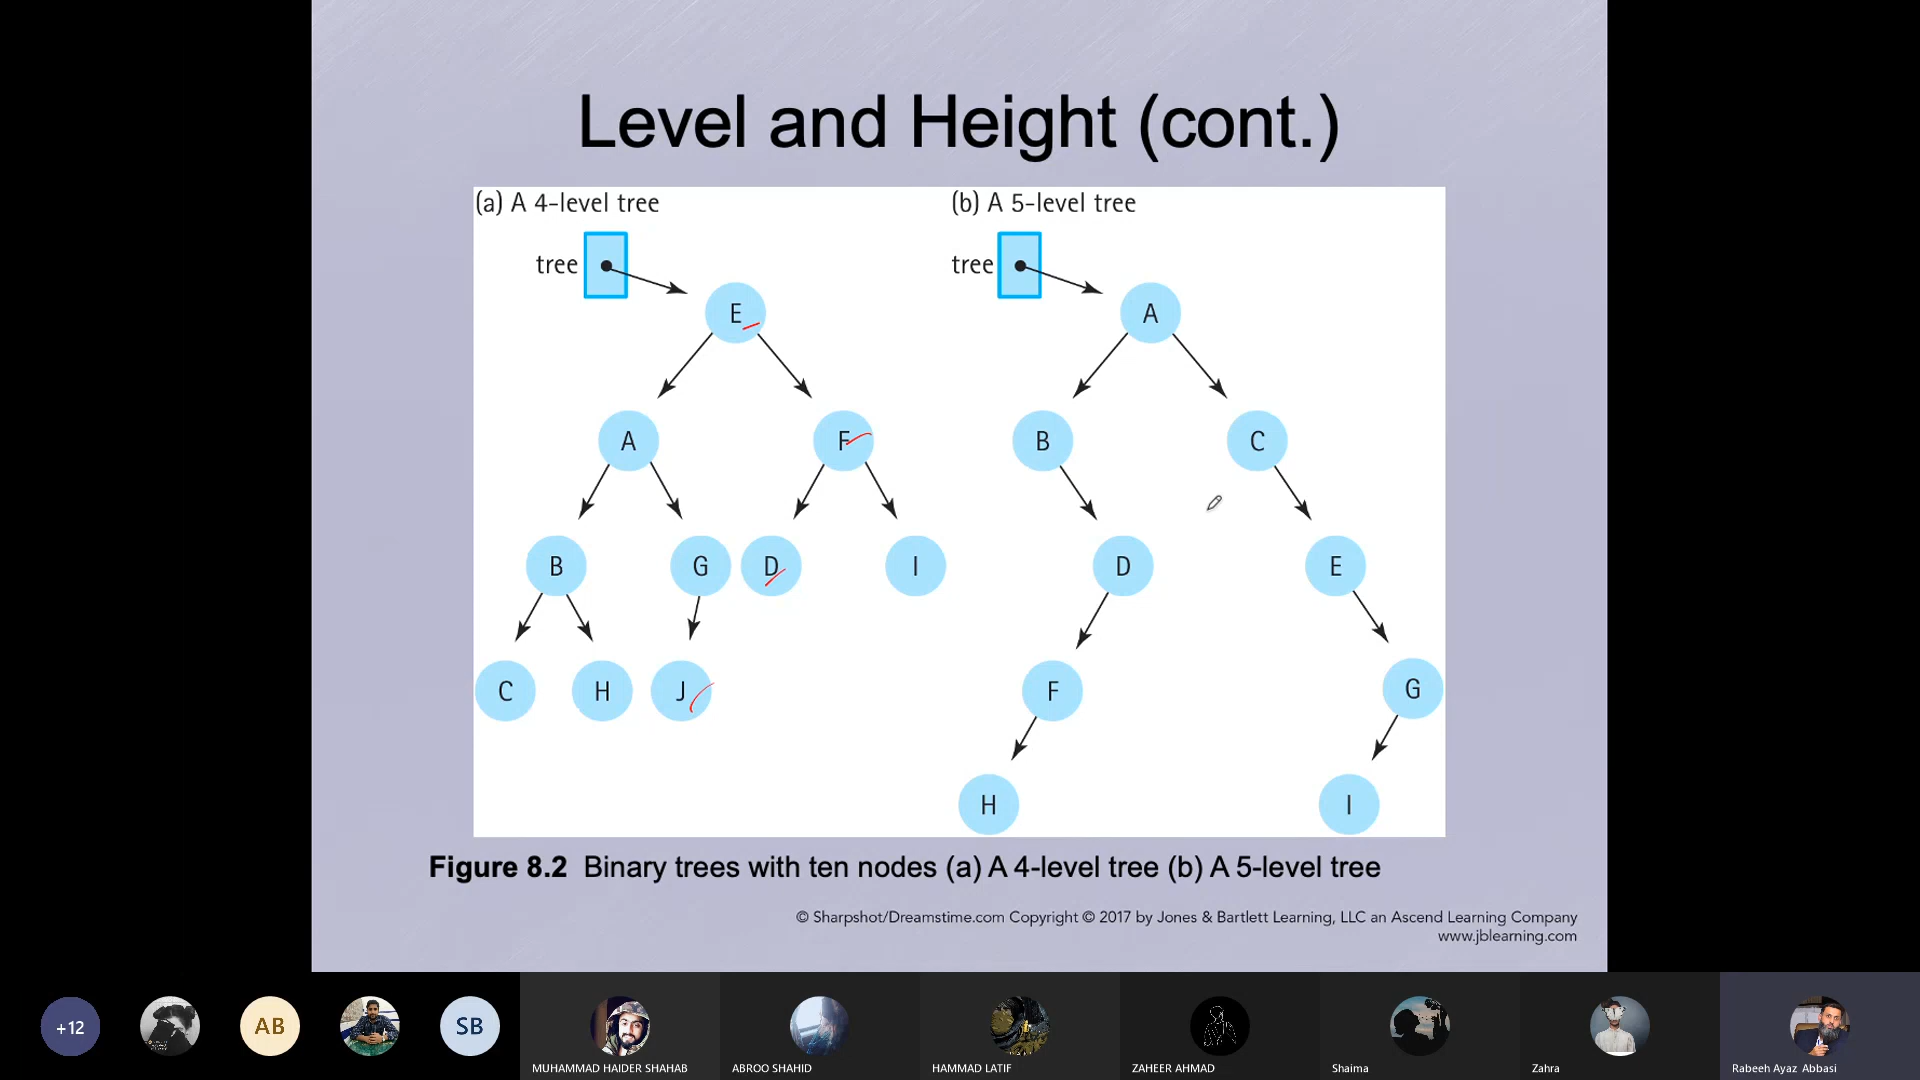 Level and Height (cont.)
(a) A 4-level tree
(b) A 5-level tree
tree
tree
E
A
A
F
B
C
B
G
D
I
D
E
C
H
J
F
G
H
I
Figure 8.2 Binary trees with ten nodes (a) A 4-level tree (b) A 5-level tree
© Sharpshot/Dreamstime.com Copyright © 2017 by Jones & Bartlett Learning, LLC an Ascend Learning Company
www.jblearning.com
+12
AB
SB
MUHAMMAD HAIDER SHAHAB
ABROO SHAHID
HAMMAD LATIF
ZAHEER AHMAD
Shaima
Zahra
Rabeeh Ayaz Abbasi